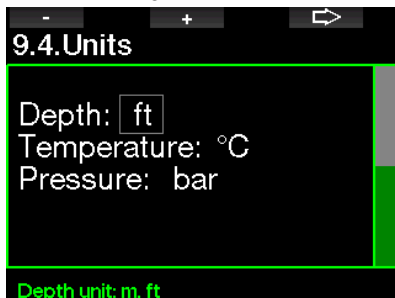 - +
9.4.Units
Depth: ft
Temperature: °C
Pressure: bar
Depth unit: m, ft